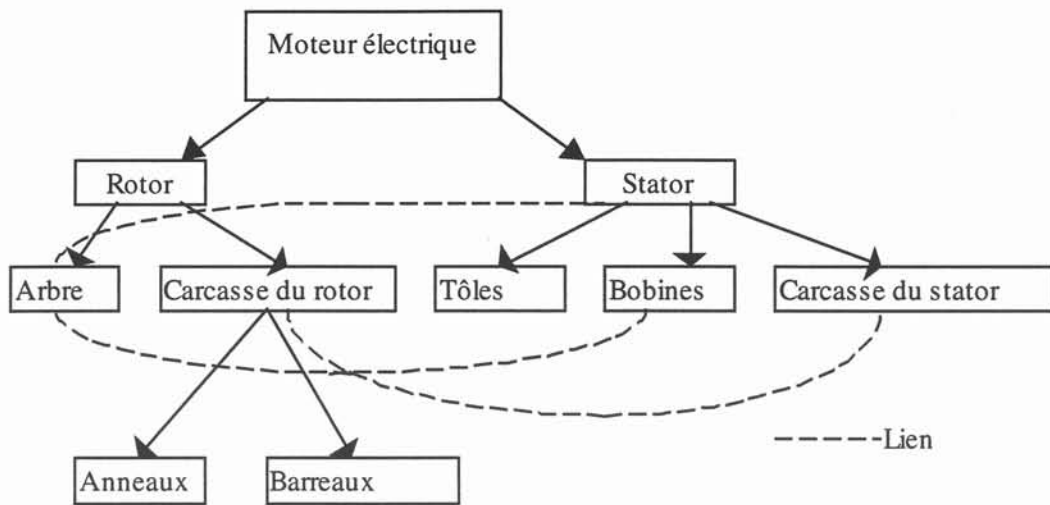 Moteur électrique
Rotor
Stator
Arbre
Carcasse du rotor
Tôles
Bobines
Carcasse du stator
Lien
Anneaux
Barreaux